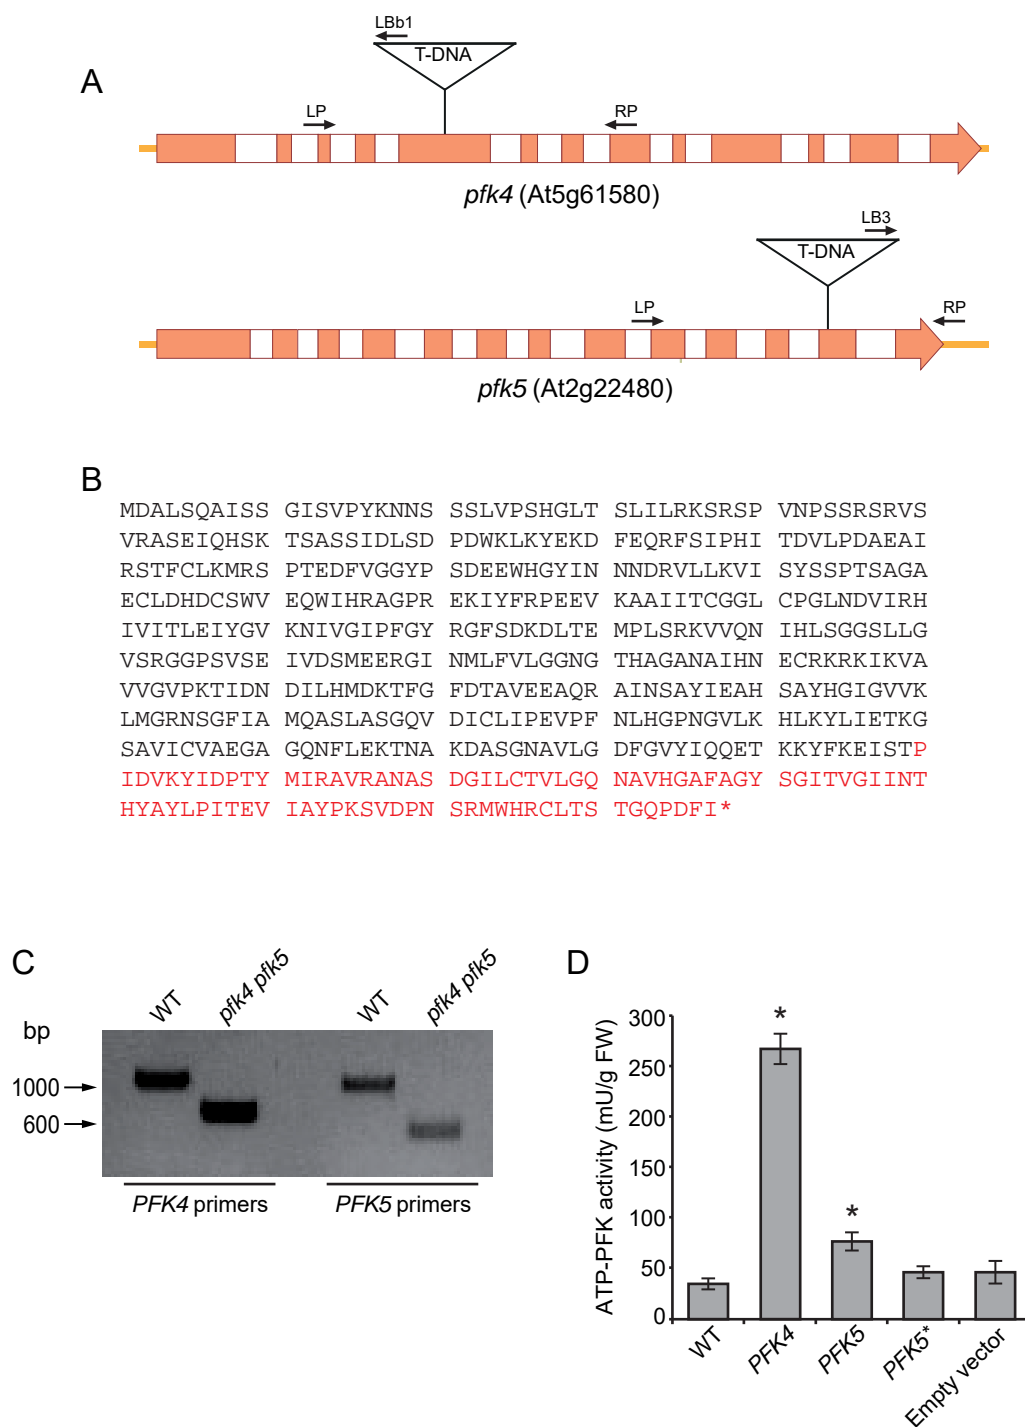 A
LBb1
T-DNA
LP
RP
pfk4 (At5g61580)
LB3
T-DNA
LP
RP
pfk5 (At2g22480)
B
MDALSQAISS GISVPYKNNS SSLVPSHGLT SLILRKSRSP VNPSSRSRVS
VRASEIQHSK TSASSIDLSD PDWKLKYEKD FEQRFSIPHI TDVLPDAEAI
RSTFCLKMRS PTEDFVGGYP SDEEWHGYIN NNDRVLLKVI SYSSPTSAGA
ECLDHDCSWV EQWIHRAGPR EKIYFRPEEV KAAIITCGGL CPGLNDVIRH
IVITLEIYGV KNIVGIPFGY RGFSDKDLTE MPLSRKVVQN IHLSGGSLLG
VSRGGPSVSE IVDSMEERGI NMLFVLGGNG THAGANAIHN ECRKRKIKVA
VVGVPKTIDN DILHMDKTFG FDTAVEEAQR AINSAYIEAH SAYHGIGVVK
LMGRNSGFIA MQASLASGQV DICLIPEVPF NLHGPNGVLK HLKYLIETKG
SAVICVAEGA GQNFLEKTNA KDASGNAVLG DFGVYIQQET KKYFKEISTP
IDVKYIDPTY MIRAVRANAS DGILCTVLGQ NAVHGAFAGY SGITVGIINT
HYAYLPITEV IAYPKSVDPN SRMWHRCLTS TGQPDFI*
C
WT
pfk4 pfk5
WT
pfk4 pfk5
bp
1000
600
PFK4 primers
PFK5 primers
D
ATP-PFK activity (mU/g FW)
300
250
200
150
100
50
0
*
*
WT
PFK4
PFK5
PFK5*
Empty vector